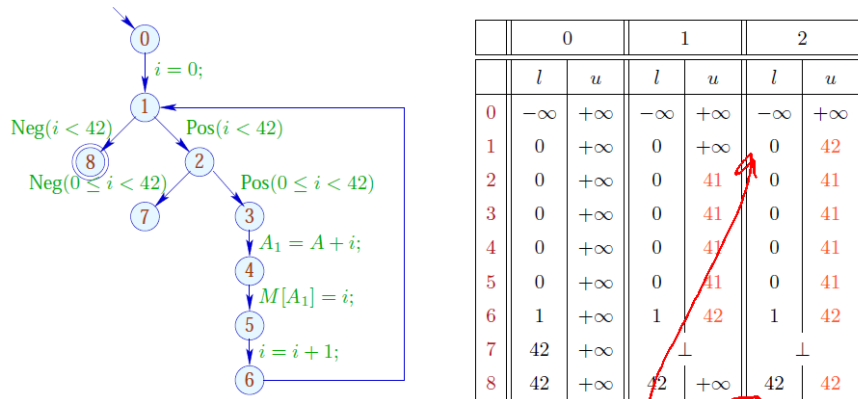 0
i = 0;
1
Neg(i < 42)
Pos(i < 42)
8
2
Neg(0 ≤ i < 42)
Pos(0 ≤ i < 42)
7
3
A₁ = A + i;
4
M[A₁] = i;
5
i = i + 1;
6
0 1 2
l u l u l u
0 −∞ +∞ −∞ +∞ −∞ +∞
1 0 +∞ 0 +∞ 0 42
2 0 +∞ 0 41 0 41
3 0 +∞ 0 41 0 41
4 0 +∞ 0 41 0 41
5 0 +∞ 0 41 0 41
6 1 +∞ 1 42 1 42
7 42 +∞ ⊥ ⊥
8 42 +∞ 42 +∞ 42 42